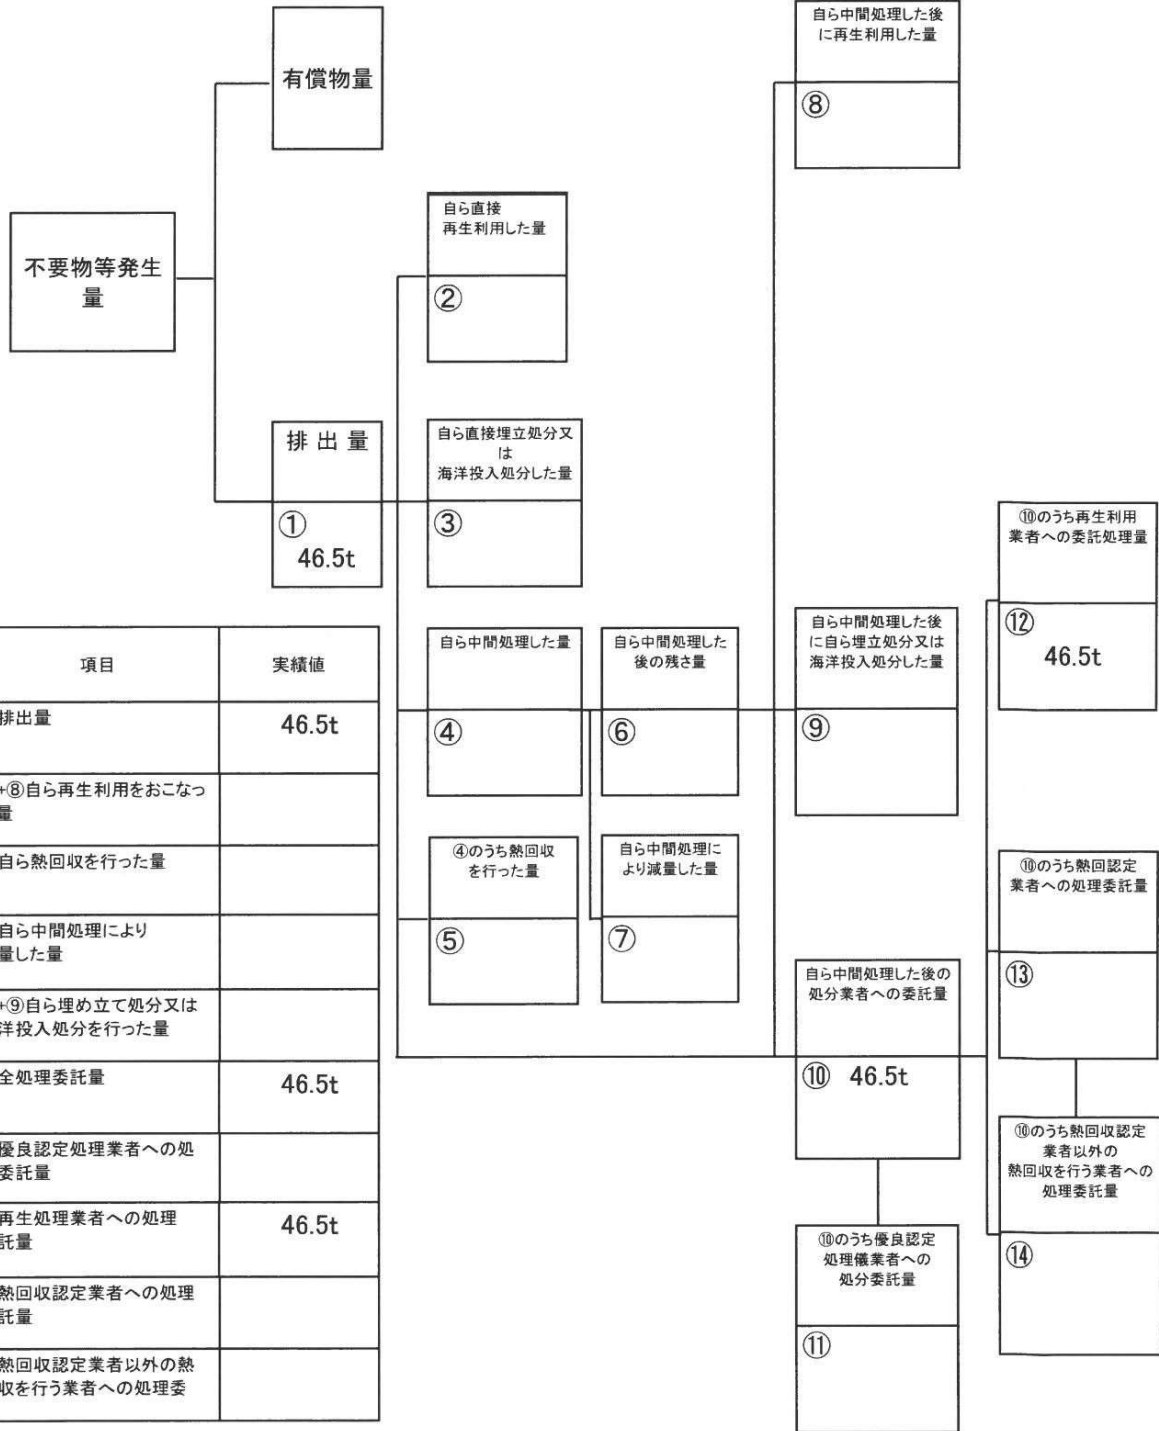 自ら中間処理した後
に再生利用した量
⑧
有償物量
自ら直接
再生利用した量
②
不要物等発生
量
排出量
①
46.5t
自ら直接埋立処分又
は
海洋投入処分した量
③
⑩のうち再生利用
業者への委託処理量
⑫
46.5t
自ら中間処理した量
④
自ら中間処理した
後の残さ量
⑥
自ら中間処理した後
に自ら埋立処分又は
海洋投入処分した量
⑨
④のうち熱回収
を行った量
⑤
自ら中間処理に
より減量した量
⑦
⑩のうち熱回認定
業者への処理委託量
⑬
自ら中間処理した後の
処分業者への委託量
⑩ 46.5t
⑩のうち熱回収認定
業者以外の
熱回収を行う業者への
処理委託量
⑭
⑩のうち優良認定
処理儀業者への
処分委託量
⑪
項目 実績値
排出量 46.5t
+⑧自ら再生利用をおこなっ
量
自ら熱回収を行った量
自ら中間処理により
量した量
+⑨自ら埋め立て処分又は
洋投入処分を行った量
全処理委託量 46.5t
優良認定処理業者への処
委託量
再生処理業者への処理 46.5t
託量
熱回収認定業者への処理
託量
熱回収認定業者以外の熱
収を行う業者への処理委